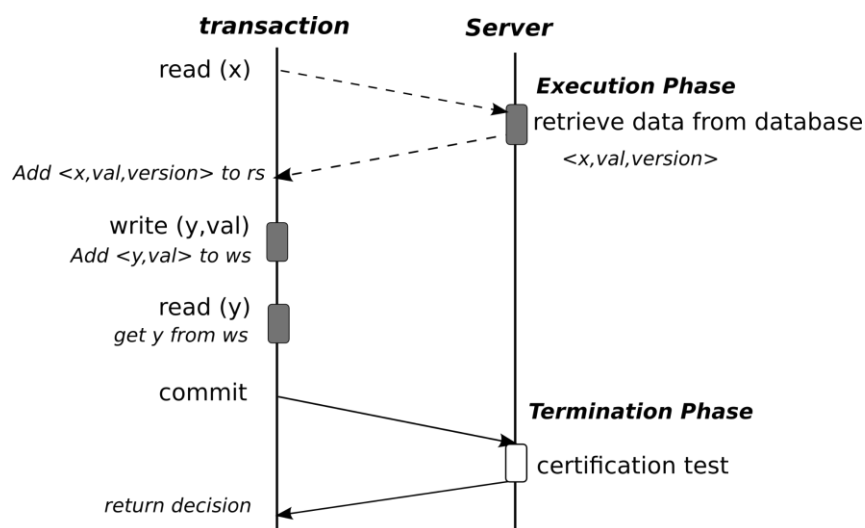 transaction
Server
read (x)
Execution Phase
retrieve data from database
<x,val,version>
Add <x,val,version> to rs
write (y,val)
Add <y,val> to ws
read (y)
get y from ws
commit
Termination Phase
certification test
return decision